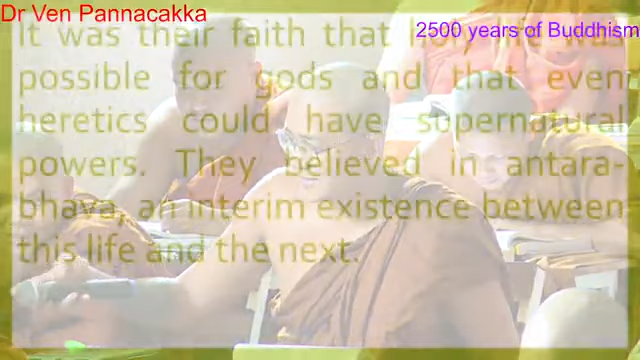 Dr Ven Pannacakka
2500 years of Buddhism
It was their faith that holy life was
possible for gods and that even
heretics could have supernatural
powers. They believed in antara-
bhava, an interim existence between
this life and the next.